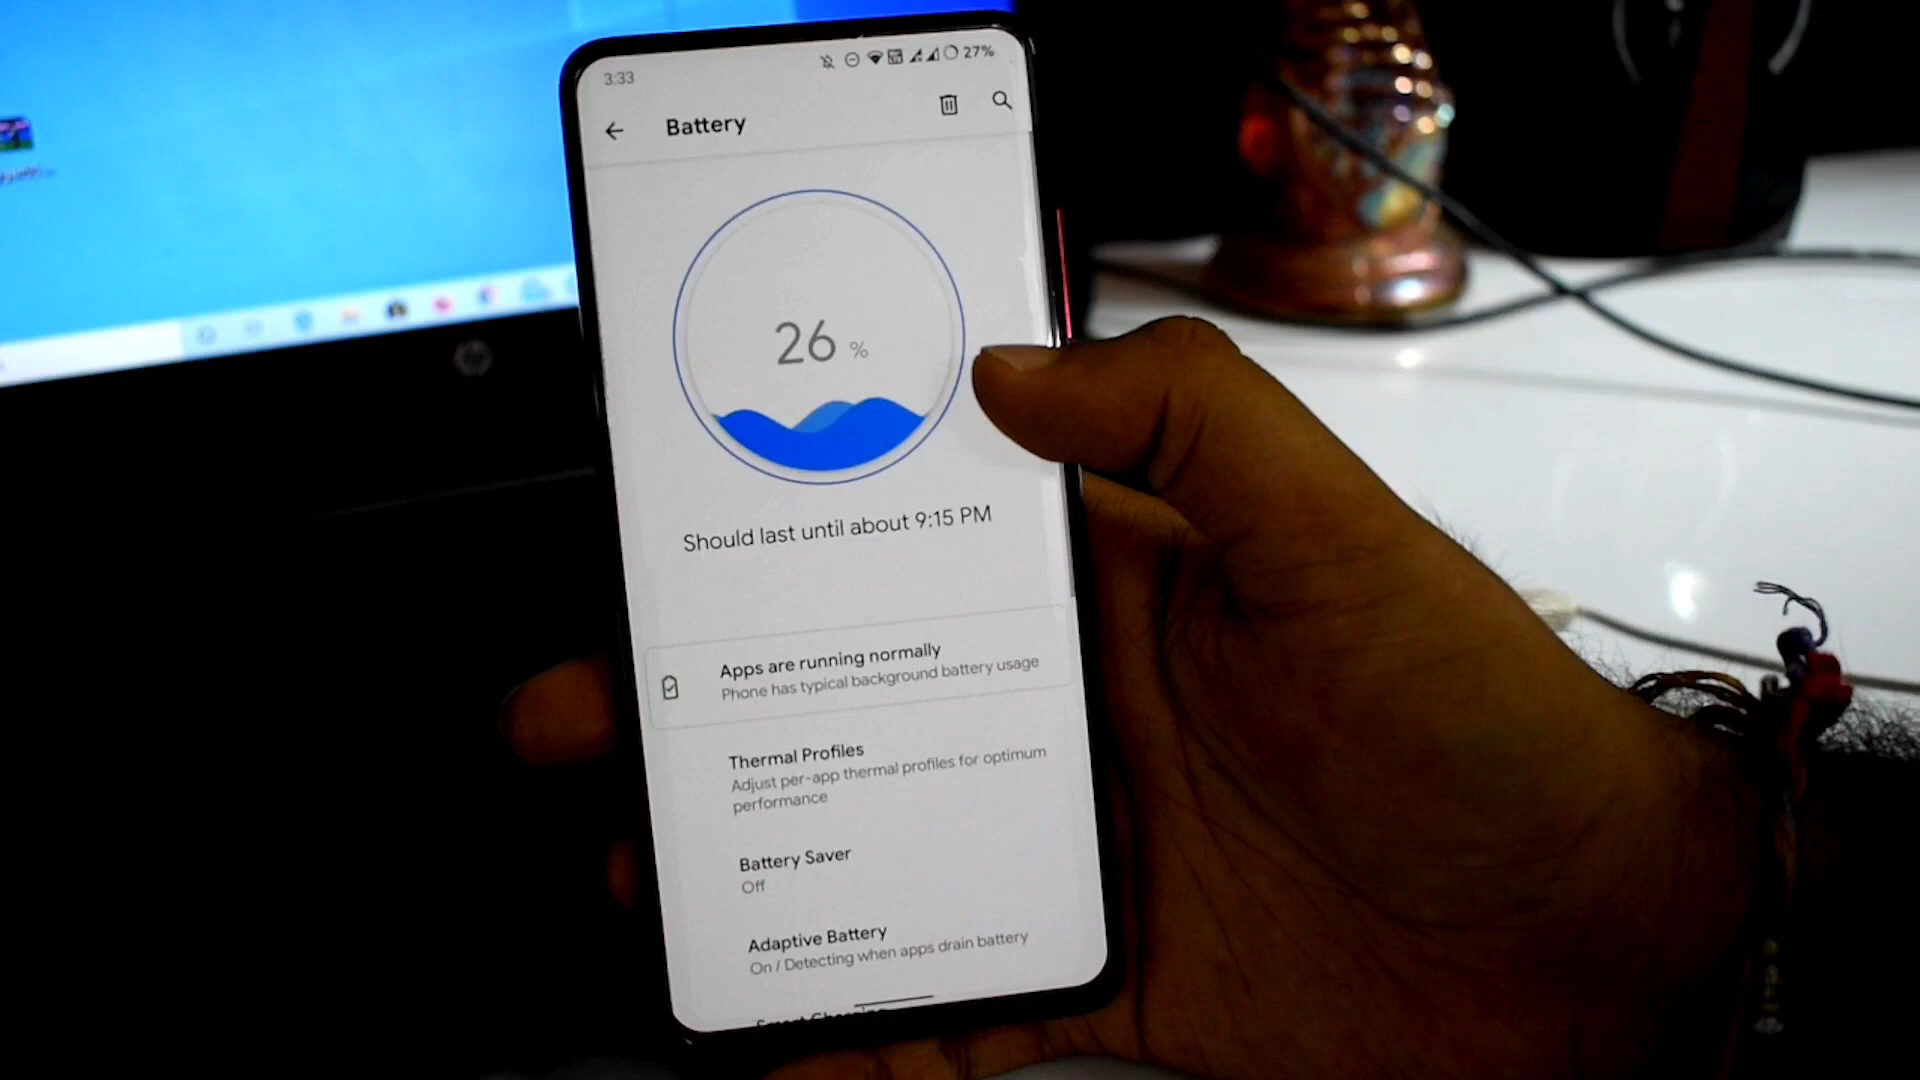 3:33
27%
Battery
26 %
Should last until about 9:15 PM
Apps are running normally
Phone has typical background battery usage
Thermal Profiles
Adjust per-app thermal profiles for optimum
performance
Battery Saver
Off
Adaptive Battery
On / Detecting when apps drain battery
Smart Charging